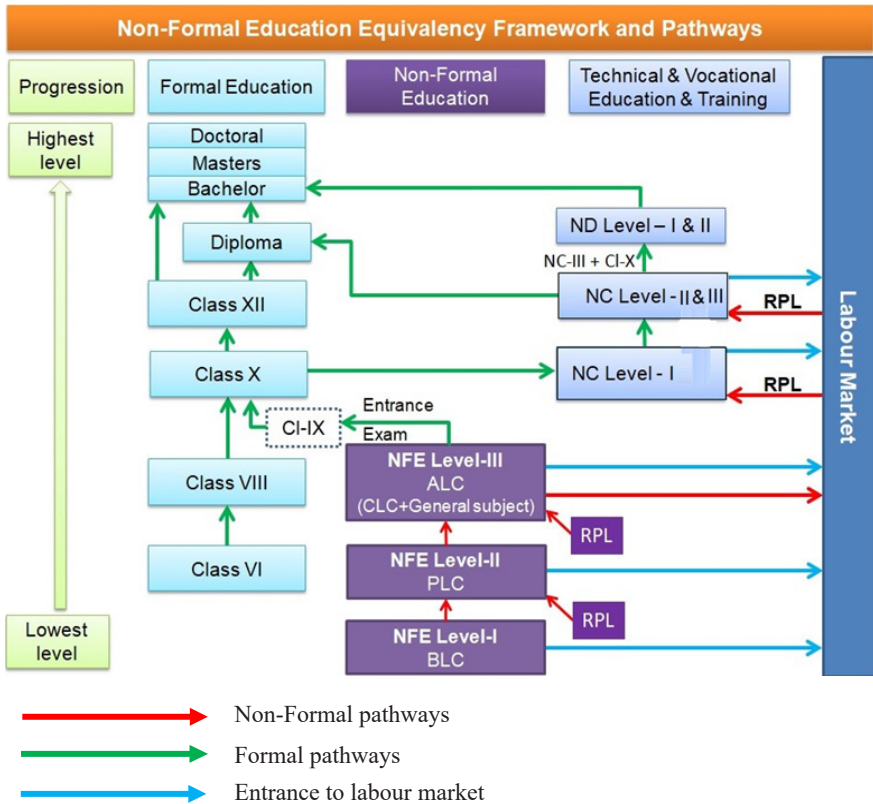 Non-Formal Education Equivalency Framework and Pathways
Progression
Formal Education
Non-Formal
Education
Technical & Vocational
Education & Training
Highest
level
Doctoral
Masters
Bachelor
ND Level – I & II
Diploma
NC-III + Cl-X
Class XII
NC Level - II & III
RPL
Labour Market
Class X
NC Level - I
RPL
Entrance
Cl-IX
Exam
NFE Level-III
ALC
(CLC+General subject)
Class VIII
RPL
NFE Level-II
PLC
Class VI
RPL
NFE Level-I
BLC
Lowest
level
Non-Formal pathways
Formal pathways
Entrance to labour market